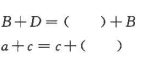 B+D=(    )+B
a+c=c+(    )